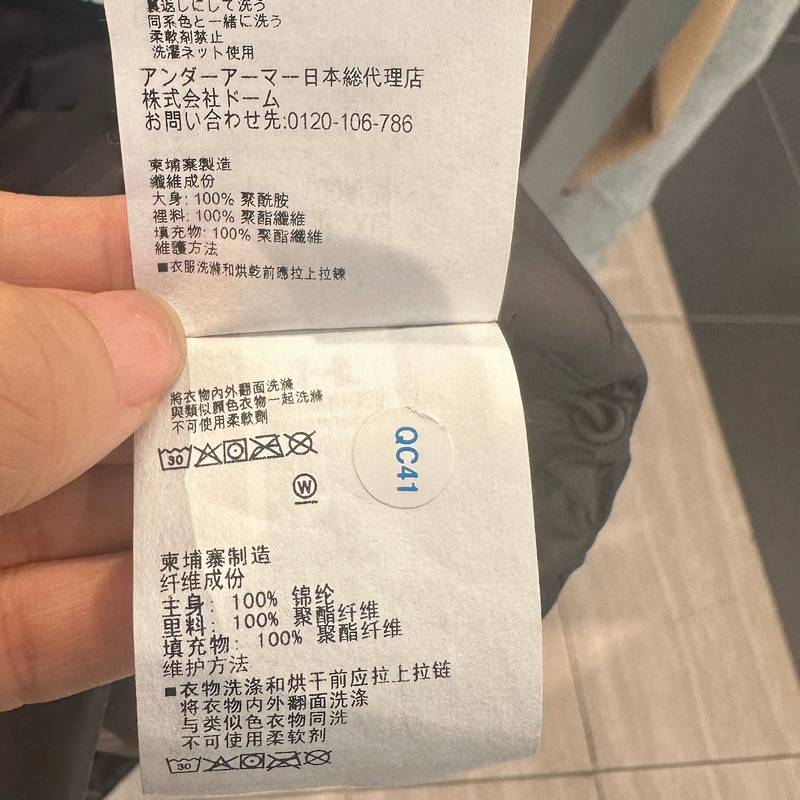 裏返しにして洗う
同系色と一緒に洗う
柔軟剤禁止
洗濯ネット使用
アンダーアーマー日本総代理店
株式会社ドーム
お問い合わせ先:0120-106-786
柬埔寨製造
纖維成份
大身: 100% 聚酰胺
裡料: 100% 聚酯纖維
填充物: 100% 聚酯纖維
維護方法
■衣服洗滌和烘乾前應拉上拉鍊
將衣物內外翻面洗滌
與類似顏色衣物一起洗滌
不可使用柔軟劑
30
W
QC41
柬埔寨制造
纤维成份
主身: 100% 锦纶
里料: 100% 聚酯纤维
填充物: 100% 聚酯纤维
维护方法
■衣物洗涤和烘干前应拉上拉链
将衣物内外翻面洗涤
与类似色衣物同洗
不可使用柔软剂
30